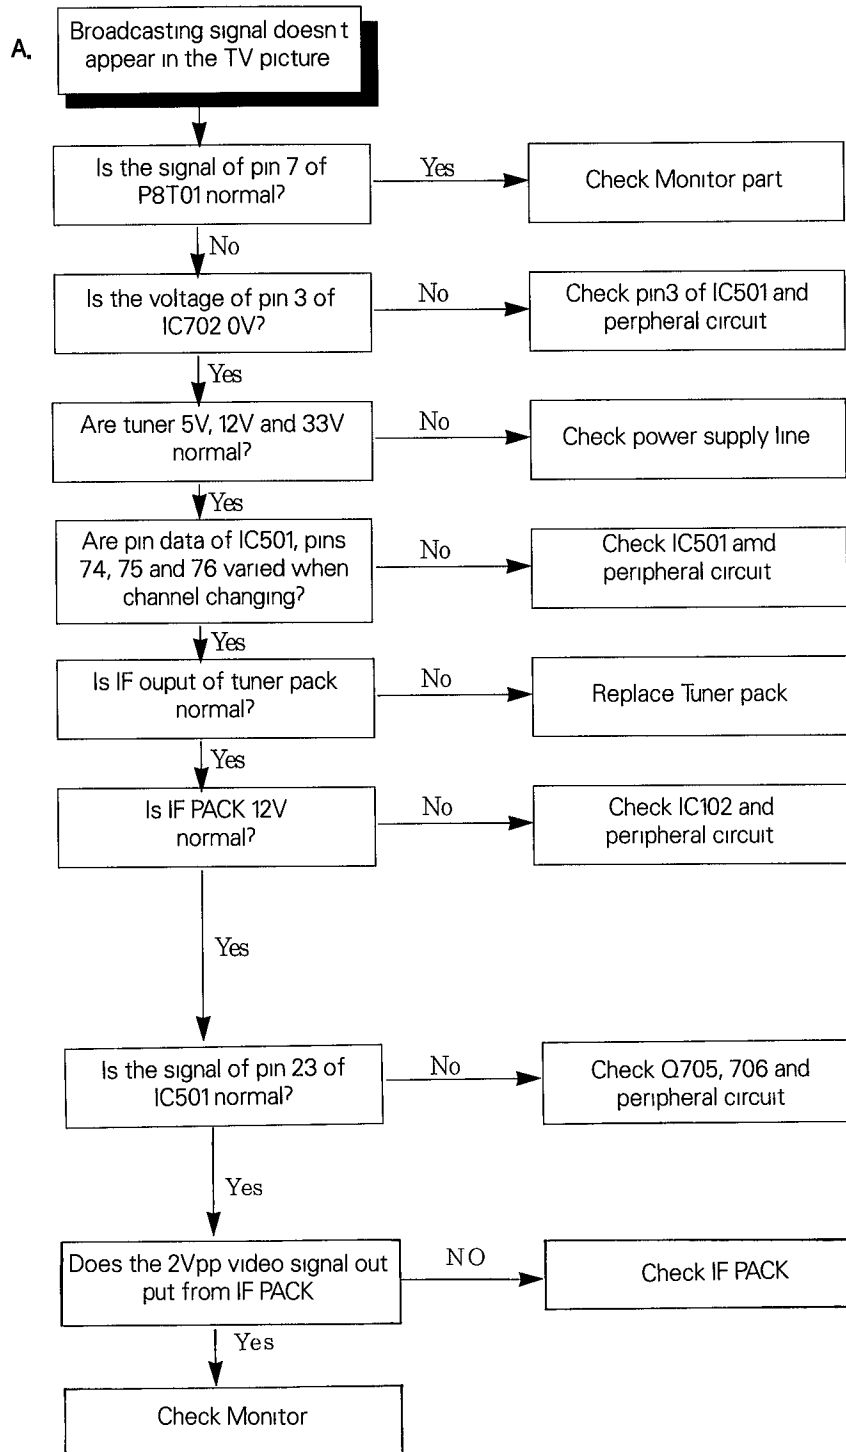 A.
Broadcasting signal doesn t
appear in the TV picture
Is the signal of pin 7 of
P8T01 normal?
Yes
Check Monitor part
No
Is the voltage of pin 3 of
IC702 0V?
No
Check pin3 of IC501 and
perpheral circuit
Yes
Are tuner 5V, 12V and 33V
normal?
No
Check power supply line
Yes
Are pin data of IC501, pins
74, 75 and 76 varied when
channel changing?
No
Check IC501 amd
peripheral circuit
Yes
Is IF ouput of tuner pack
normal?
No
Replace Tuner pack
Yes
Is IF PACK 12V
normal?
No
Check IC102 and
peripheral circuit
Yes
Is the signal of pin 23 of
IC501 normal?
No
Check Q705, 706 and
peripheral circuit
Yes
Does the 2Vpp video signal out
put from IF PACK
NO
Check IF PACK
Yes
Check Monitor